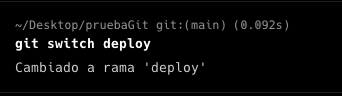 ~/Desktop/pruebaGit git:(main) (0.092s)
git switch deploy
Cambiado a rama 'deploy'